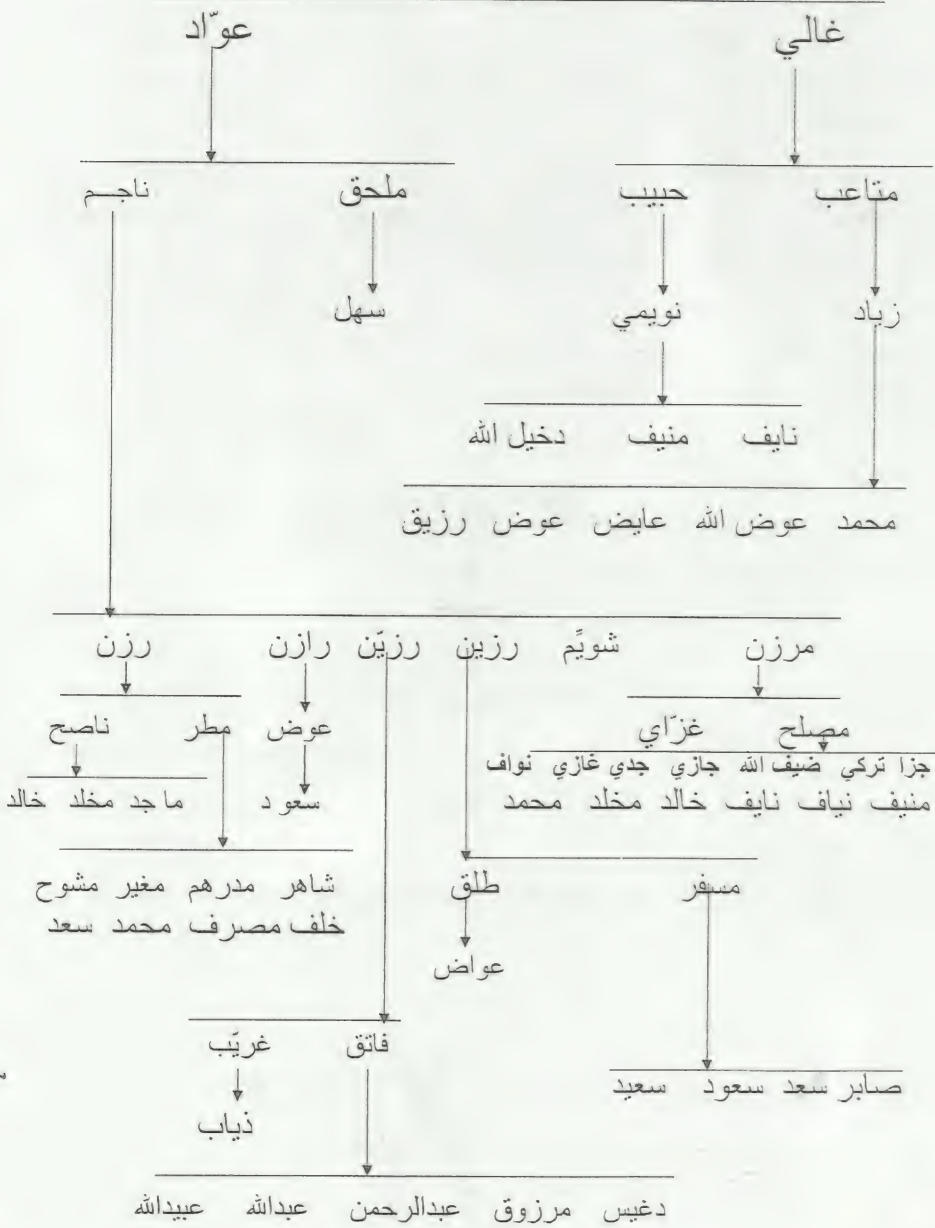 غالي عوّاد
متاعب حبيب ملحق ناجم
زياد نويمي سهل
نايف منيف دخيل الله
محمد عوض الله عايض عوض رزيق
مرزن شويًم رزين رزيّن رازن رزن
مصلح غزّاي عوض مطر ناصح
جزا تركي ضيف الله جازي جدي غازي نواف
منيف نياف نايف خالد مخلد محمد سعود ماجد مخلد خالد
مسفر طلق شاهر مدرهم مغير مشوح
خلف مصرف محمد سعد
عواض
فاتق غريّب
صابر سعد سعود سعيد
ذياب
دغيس مرزوق عبدالرحمن عبدالله عبيدالله